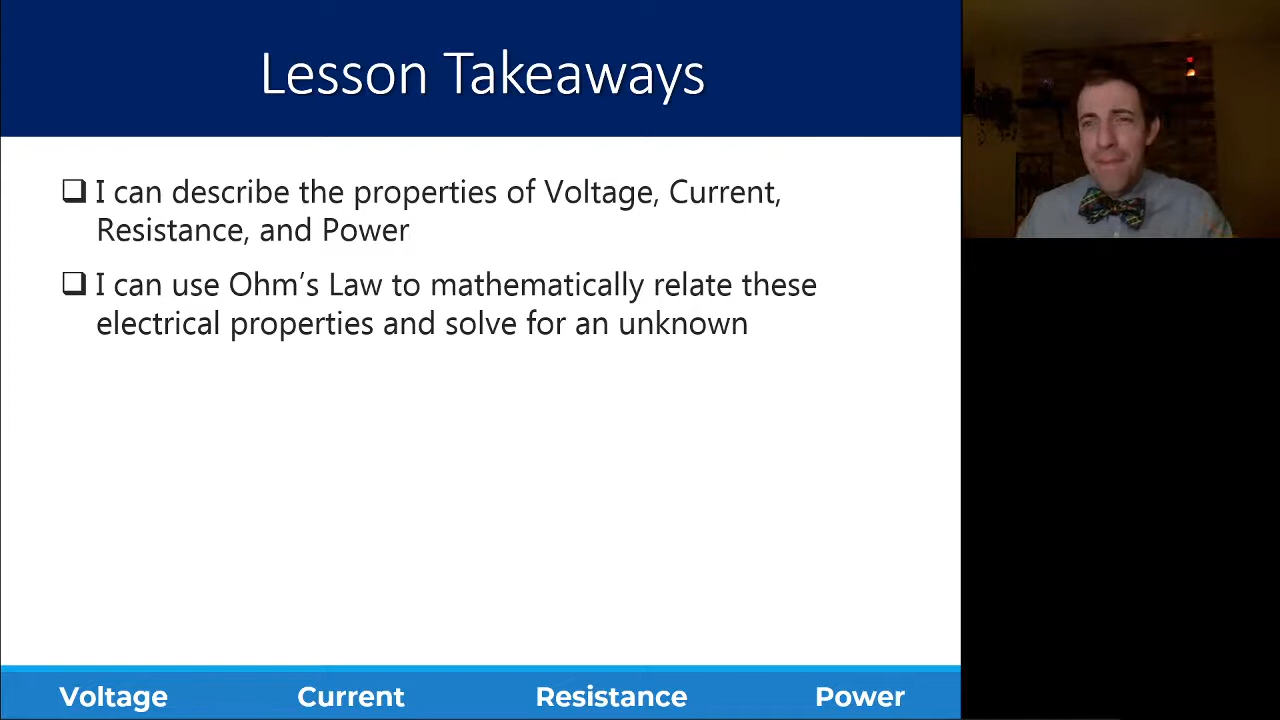 Lesson Takeaways
❑ I can describe the properties of Voltage, Current,
Resistance, and Power
❑ I can use Ohm’s Law to mathematically relate these
electrical properties and solve for an unknown
Voltage Current Resistance Power